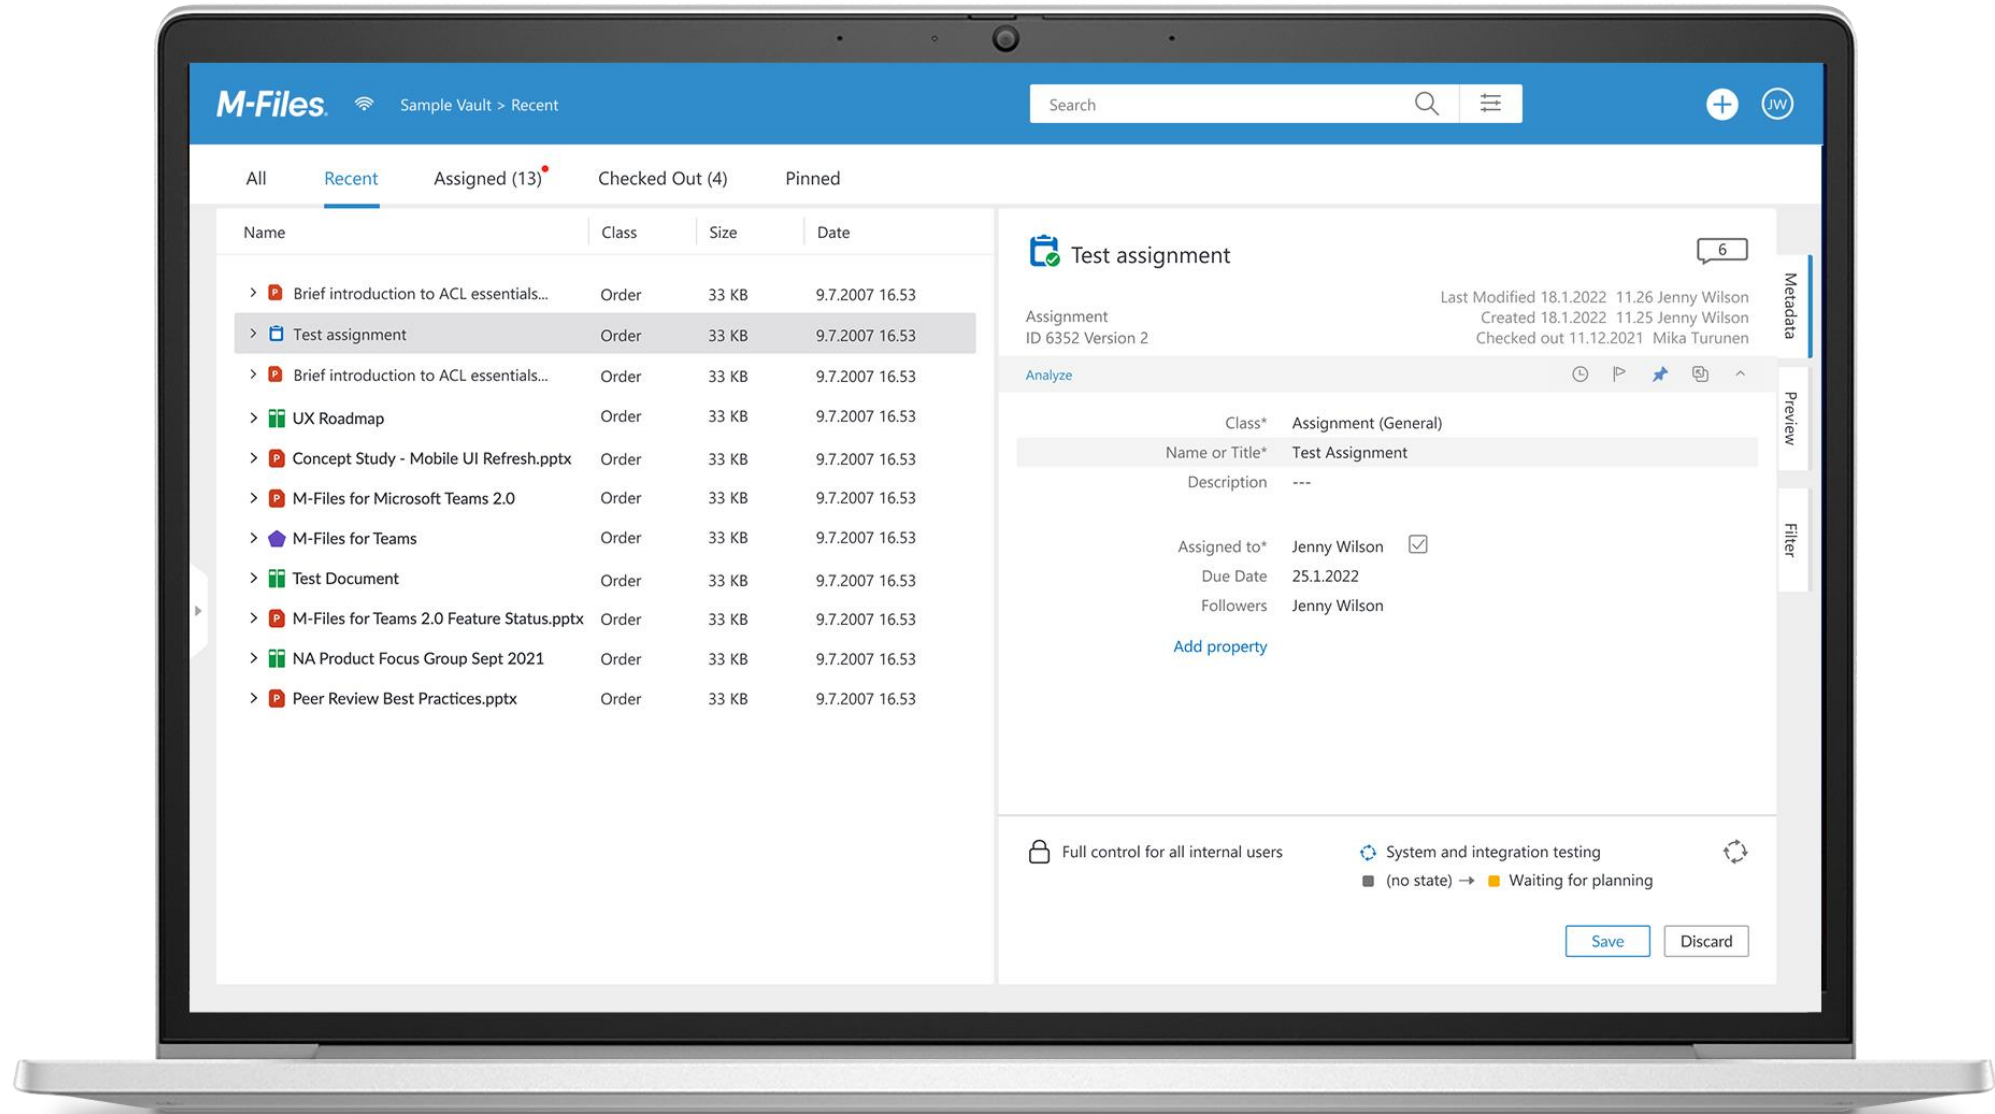 M-Files. Sample Vault > Recent Search JW
All Recent Assigned (13) Checked Out (4) Pinned
Name Class Size Date
Brief introduction to ACL essentials... Order 33 KB 9.7.2007 16.53
Test assignment Order 33 KB 9.7.2007 16.53
Brief introduction to ACL essentials... Order 33 KB 9.7.2007 16.53
UX Roadmap Order 33 KB 9.7.2007 16.53
Concept Study - Mobile UI Refresh.pptx Order 33 KB 9.7.2007 16.53
M-Files for Microsoft Teams 2.0 Order 33 KB 9.7.2007 16.53
M-Files for Teams Order 33 KB 9.7.2007 16.53
Test Document Order 33 KB 9.7.2007 16.53
M-Files for Teams 2.0 Feature Status.pptx Order 33 KB 9.7.2007 16.53
NA Product Focus Group Sept 2021 Order 33 KB 9.7.2007 16.53
Peer Review Best Practices.pptx Order 33 KB 9.7.2007 16.53
Test assignment 6
Last Modified 18.1.2022 11.26 Jenny Wilson
Assignment Created 18.1.2022 11.25 Jenny Wilson
ID 6352 Version 2 Checked out 11.12.2021 Mika Turunen
Analyze
Class* Assignment (General)
Name or Title* Test Assignment
Description ---
Assigned to* Jenny Wilson
Due Date 25.1.2022
Followers Jenny Wilson
Add property
Full control for all internal users System and integration testing
(no state) → Waiting for planning
Save Discard
Metadata
Preview
Filter